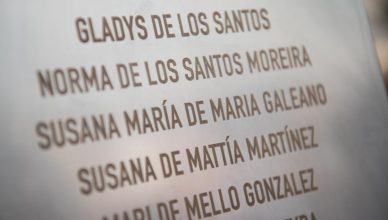 GLADYS DE LOS SANTOS
NORMA DE LOS SANTOS MOREIRA
SUSANA MARÍA DE MARIA GALEANO
SUSANA DE MATTÍA MARTÍNEZ
MARI DE MELLO GONZALEZ